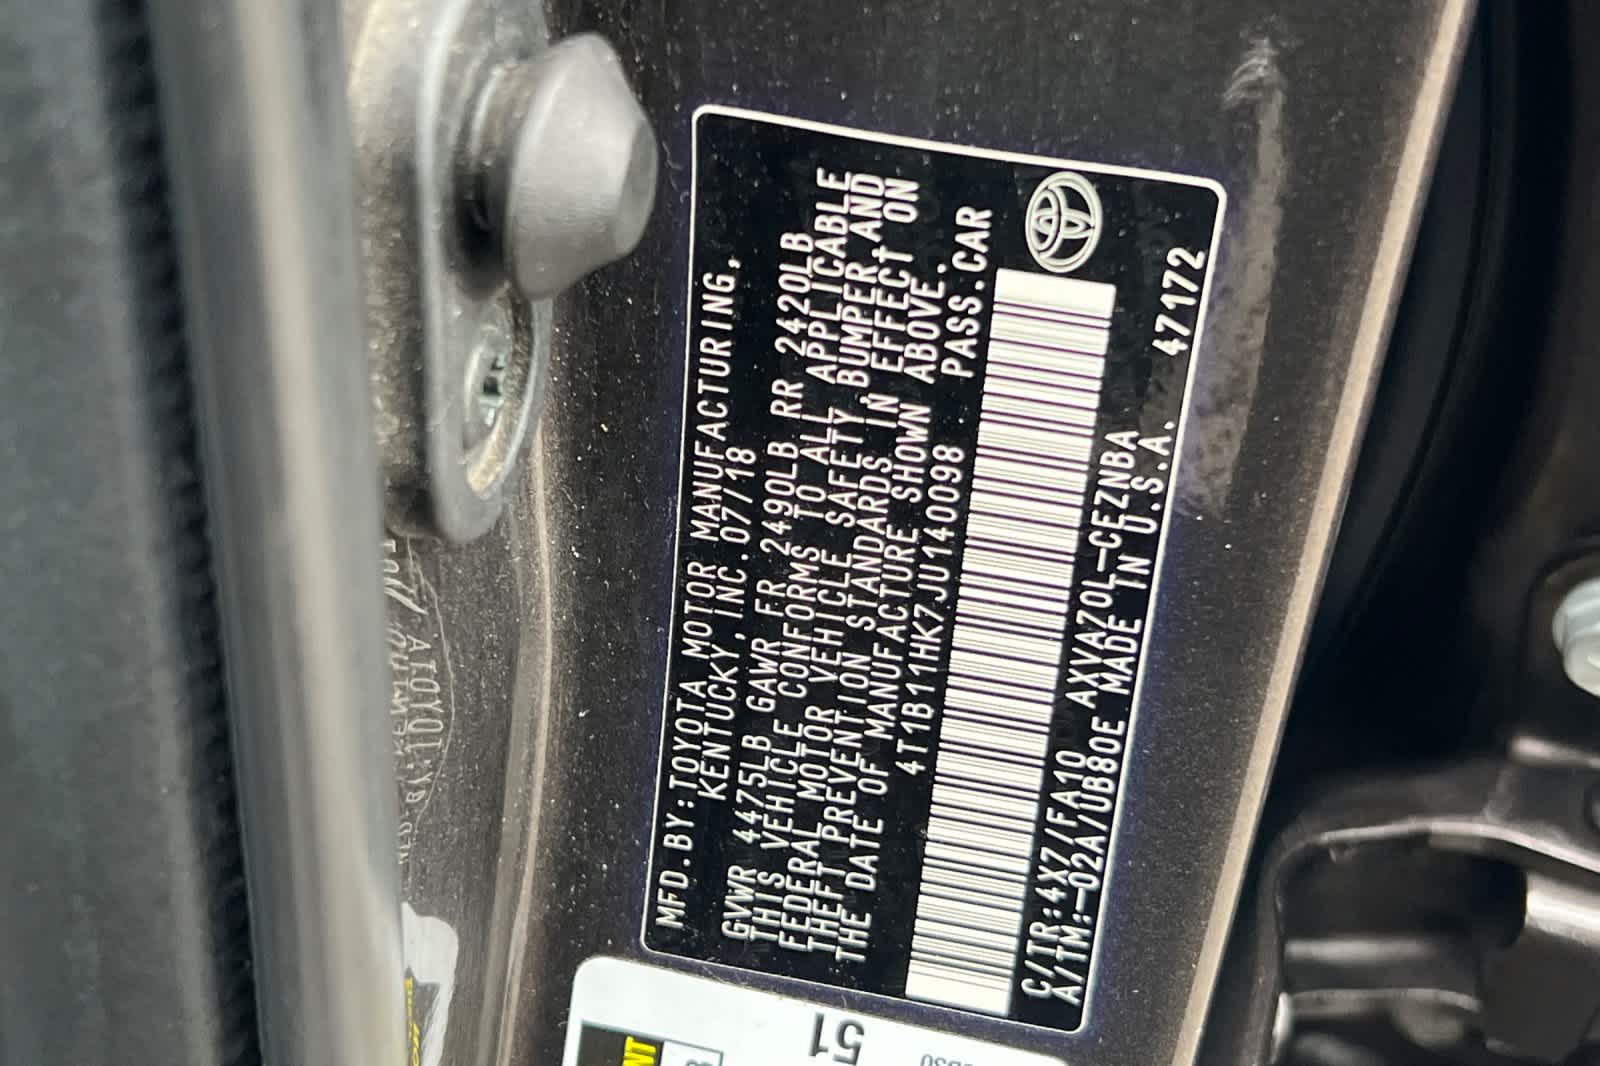 MFD.BY:TOYOTA MOTOR MANUFACTURING,
KENTUCKY, INC. 07/18
GVWR 4475LB GAWR FR 2490LB RR 2420LB
THIS VEHICLE CONFORMS TO ALL APPLICABLE
FEDERAL MOTOR VEHICLE SAFETY, BUMPER, AND
THEFT PREVENTION STANDARDS IN EFFECT ON
THE DATE OF MANUFACTURE SHOWN ABOVE.
4T1B11HK7JU140098 PASS.CAR
C/TR:4X7/FA10 AXVA70L-CEZNBA
A/TM:-02A/UB80E MADE IN U.S.A. 47172
51